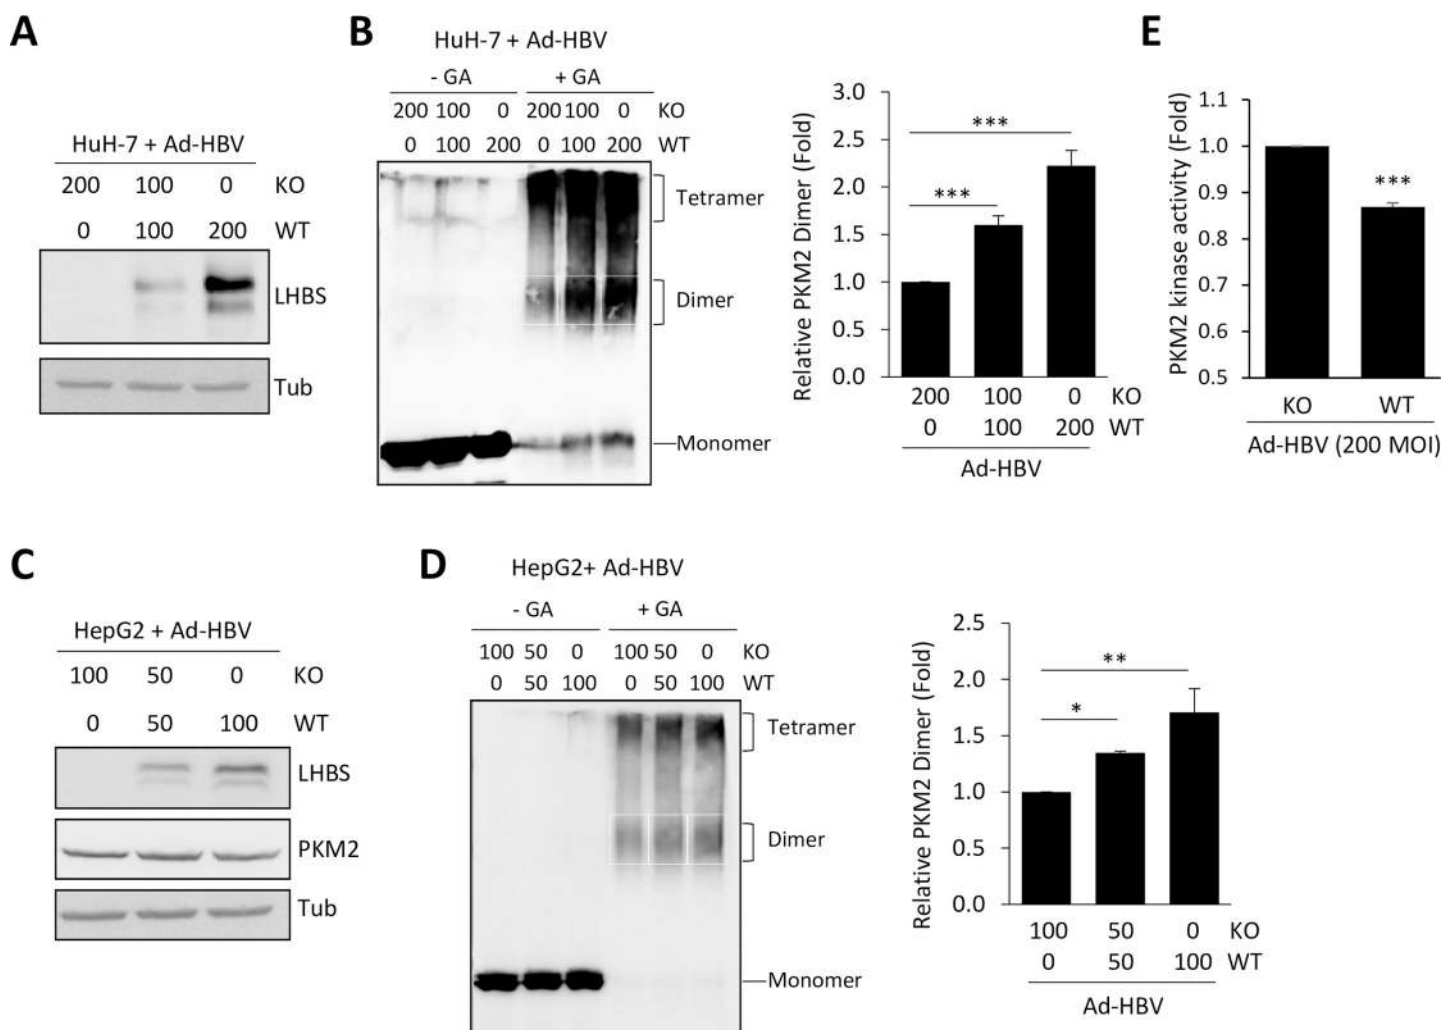 A
HuH-7 + Ad-HBV
200 100 0 KO
0 100 200 WT
LHBS
Tub
B
HuH-7 + Ad-HBV
- GA + GA
200 100 0 200 100 0 KO
0 100 200 0 100 200 WT
Tetramer
Dimer
Monomer
Relative PKM2 Dimer (Fold)
3.0
2.5
2.0
1.5
1.0
0.5
0.0
***
***
200 100 0 KO
0 100 200 WT
Ad-HBV
E
PKM2 kinase activity (Fold)
1.1
1.0
0.9
0.8
0.7
0.6
0.5
***
KO WT
Ad-HBV (200 MOI)
C
HepG2 + Ad-HBV
100 50 0 KO
0 50 100 WT
LHBS
PKM2
Tub
D
HepG2+ Ad-HBV
- GA + GA
100 50 0 100 50 0 KO
0 50 100 0 50 100 WT
Tetramer
Dimer
Monomer
Relative PKM2 Dimer (Fold)
2.5
2.0
1.5
1.0
0.5
0.0
**
*
100 50 0 KO
0 50 100 WT
Ad-HBV